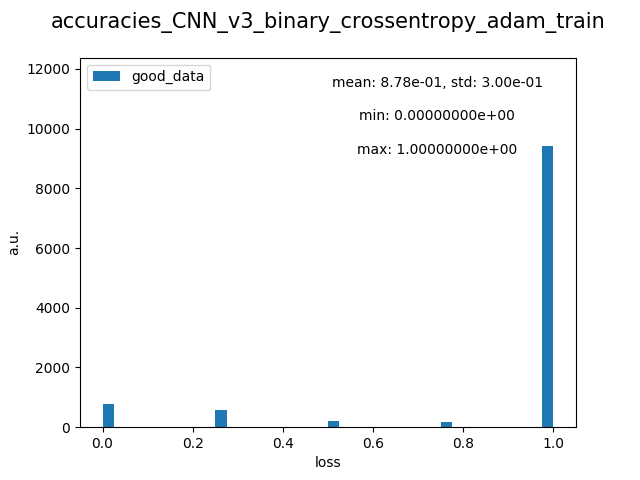 accuracies_CNN_v3_binary_crossentropy_adam_train
good_data
mean: 8.78e-01, std: 3.00e-01
min: 0.00000000e+00
max: 1.00000000e+00
12000
10000
8000
6000
4000
2000
0
a.u.
0.0 0.2 0.4 0.6 0.8 1.0
loss